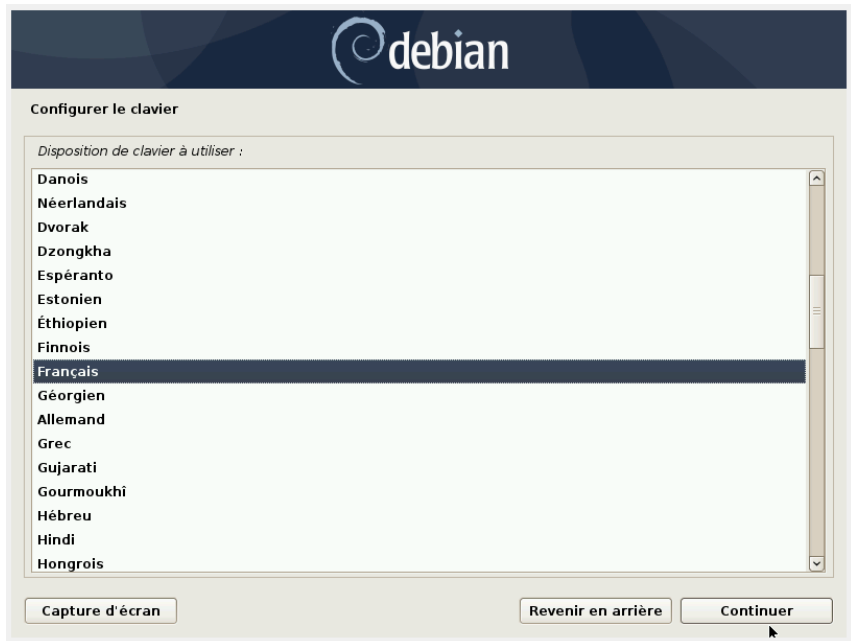 debian
Configurer le clavier
Disposition de clavier à utiliser :
Danois
Néerlandais
Dvorak
Dzongkha
Espéranto
Estonien
Éthiopien
Finnois
Français
Géorgien
Allemand
Grec
Gujarati
Gourmoukhî
Hébreu
Hindi
Hongrois
Capture d'écran Revenir en arrière Continuer